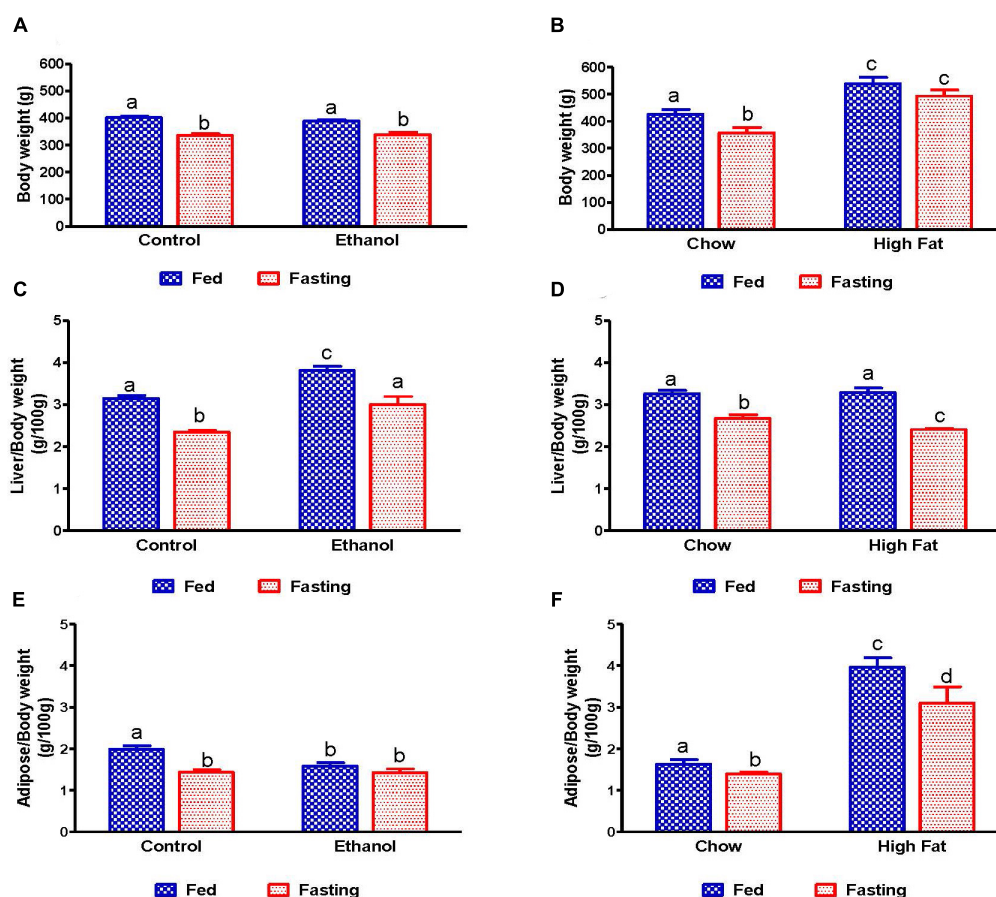 A
Body weight (g)
600
500
400
300
200
100
0
a
b
a
b
Control
Ethanol
Fed
Fasting
B
Body weight (g)
600
500
400
300
200
100
0
a
b
c
c
Chow
High Fat
Fed
Fasting
C
Liver/Body weight
(g/100g)
5
4
3
2
1
0
a
b
c
a
Control
Ethanol
Fed
Fasting
D
Liver/Body weight
(g/100g)
5
4
3
2
1
0
a
b
a
c
Chow
High Fat
Fed
Fasting
E
Adipose/Body weight
(g/100g)
5
4
3
2
1
0
a
b
b
b
Control
Ethanol
Fed
Fasting
F
Adipose/Body weight
(g/100g)
5
4
3
2
1
0
a
b
c
d
Chow
High Fat
Fed
Fasting